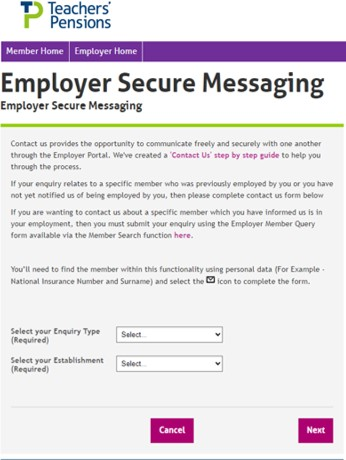 Teachers'
Pensions
Member Home Employer Home
Employer Secure Messaging
Employer Secure Messaging
Contact us provides the opportunity to communicate freely and securely with one another
through the Employer Portal. We've created a 'Contact Us' step by step guide to help you
through the process.
If your enquiry relates to a specific member who was previously employed by you or you have
not yet notified us of being employed by you, then please complete contact us form below
If you are wanting to contact us about a specific member which you have informed us is in
your employment, then you must submit your enquiry using the Employer Member Query
form available via the Member Search function here.
You'll need to find the member within this functionality using personal data (For Example -
National Insurance Number and Surname) and select the icon to complete the form.
Select your Enquiry Type
(Required)
Select...
Select your Establishment
(Required)
Select...
Cancel Next